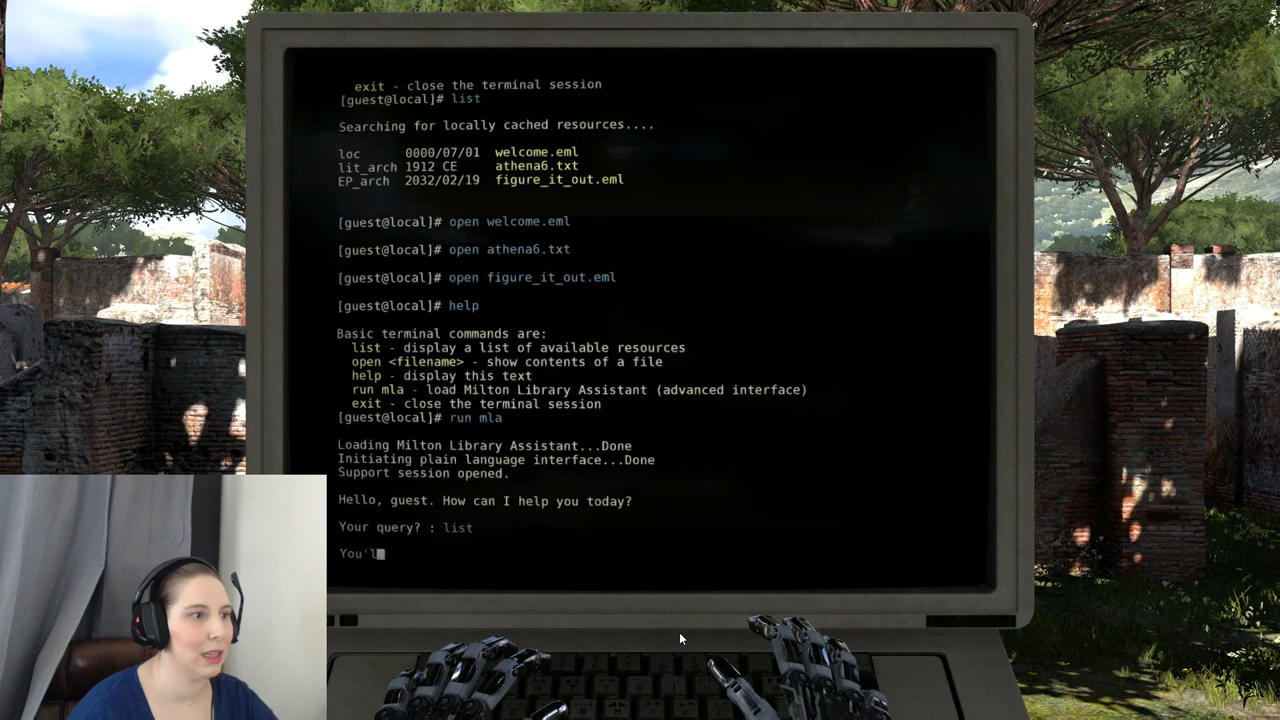 exit - close the terminal session
[guest@local]# list
Searching for locally cached resources....
loc 0000/07/01 welcome.eml
lit_arch 1912 CE athena6.txt
EP_arch 2032/02/19 figure_it_out.eml
[guest@local]# open welcome.eml
[guest@local]# open athena6.txt
[guest@local]# open figure_it_out.eml
[guest@local]# help
Basic terminal commands are:
list - display a list of available resources
open <filename> - show contents of a file
help - display this text
run mla - load Milton Library Assistant (advanced interface)
exit - close the terminal session
[guest@local]# run mla
Loading Milton Library Assistant...Done
Initiating plain language interface...Done
Support session opened.
Hello, guest. How can I help you today?
Your query? : list
You'l